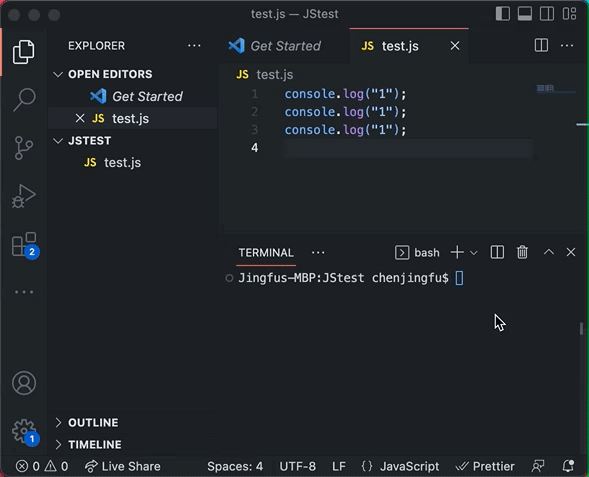 test.js — JStest
EXPLORER ···
OPEN EDITORS
Get Started
JS test.js
JSTEST
JS test.js
OUTLINE
TIMELINE
2
1
Get Started
JS test.js
JS test.js
1 console.log("1");
2 console.log("1");
3 console.log("1");
4
TERMINAL ··· bash
Jingfus-MBP:JStest chenjingfu$
0 0 Live Share Spaces: 4 UTF-8 LF {} JavaScript Prettier